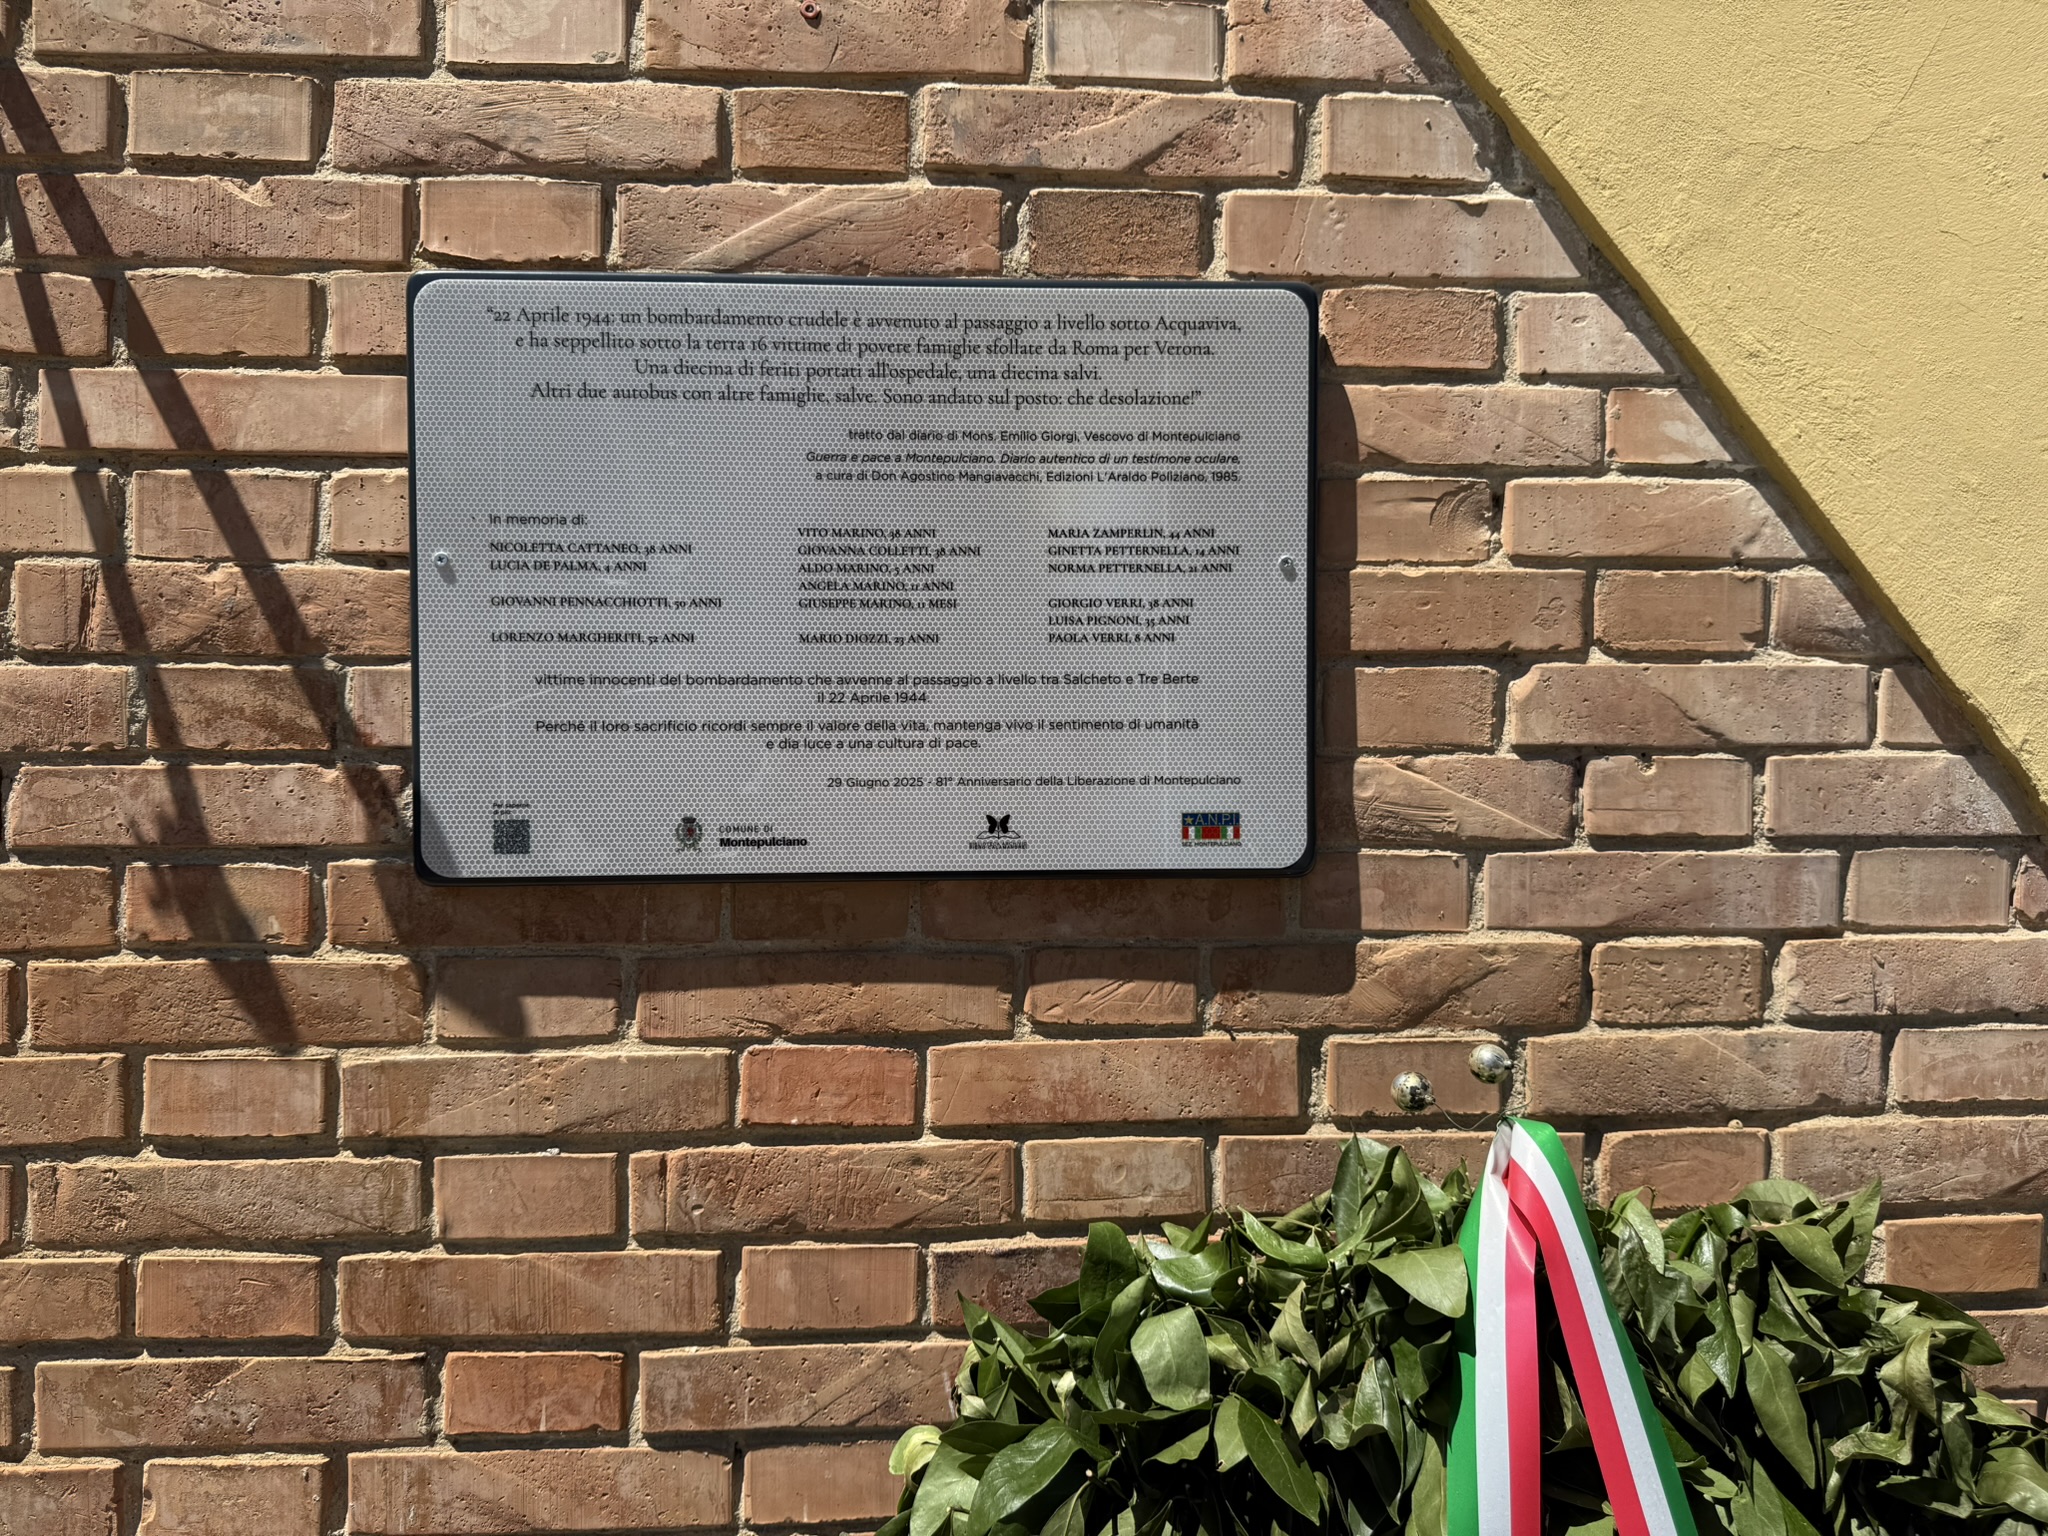 "22 Aprile 1944: un bombardamento crudele è avvenuto al passaggio a livello sotto Acquaviva,
e ha seppellito sotto la terra 16 vittime di povere famiglie sfollate da Roma per Verona.
Una diecina di feriti portati all'ospedale, una diecina salvi.
Altri due autobus con altre famiglie, salve. Sono andato sul posto: che desolazione!"
tratto dal diario di Mons. Emilio Giorgi, Vescovo di Montepulciano
Guerra e pace a Montepulciano. Diario autentico di un testimone oculare,
a cura di Don Agostino Mangiavacchi, Edizioni L'Araldo Poliziano, 1985.
In memoria di:
NICOLETTA CATTANEO, 38 ANNI
LUCIA DE PALMA, 4 ANNI
GIOVANNI PENNACCHIOTTI, 50 ANNI
LORENZO MARGHERITI, 52 ANNI
VITO MARINO, 38 ANNI
GIOVANNA COLLETTI, 38 ANNI
ALDO MARINO, 5 ANNI
ANGELA MARINO, 11 ANNI
GIUSEPPE MARINO, 11 MESI
MARIO DIOZZI, 23 ANNI
MARIA ZAMPERLIN, 44 ANNI
GINETTA PETTERNELLA, 14 ANNI
NORMA PETTERNELLA, 21 ANNI
GIORGIO VERRI, 38 ANNI
LUISA PIGNONI, 35 ANNI
PAOLA VERRI, 8 ANNI
vittime innocenti del bombardamento che avvenne al passaggio a livello tra Salcheto e Tre Berte
il 22 Aprile 1944.
Perché il loro sacrificio ricordi sempre il valore della vita, mantenga vivo il sentimento di umanità
e dia luce a una cultura di pace.
29 Giugno 2025 - 81° Anniversario della Liberazione di Montepulciano
COMUNE DI
Montepulciano
A.N.P.I
SEZ. MONTEPULCIANO